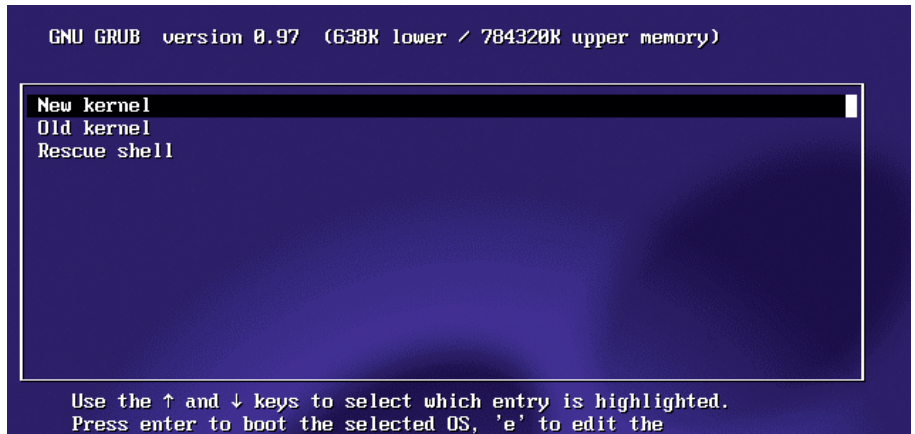 GNU GRUB  version 0.97  (638K lower / 784320K upper memory)
New kernel
Old kernel
Rescue shell
Use the ↑ and ↓ keys to select which entry is highlighted.
Press enter to boot the selected OS, 'e' to edit the